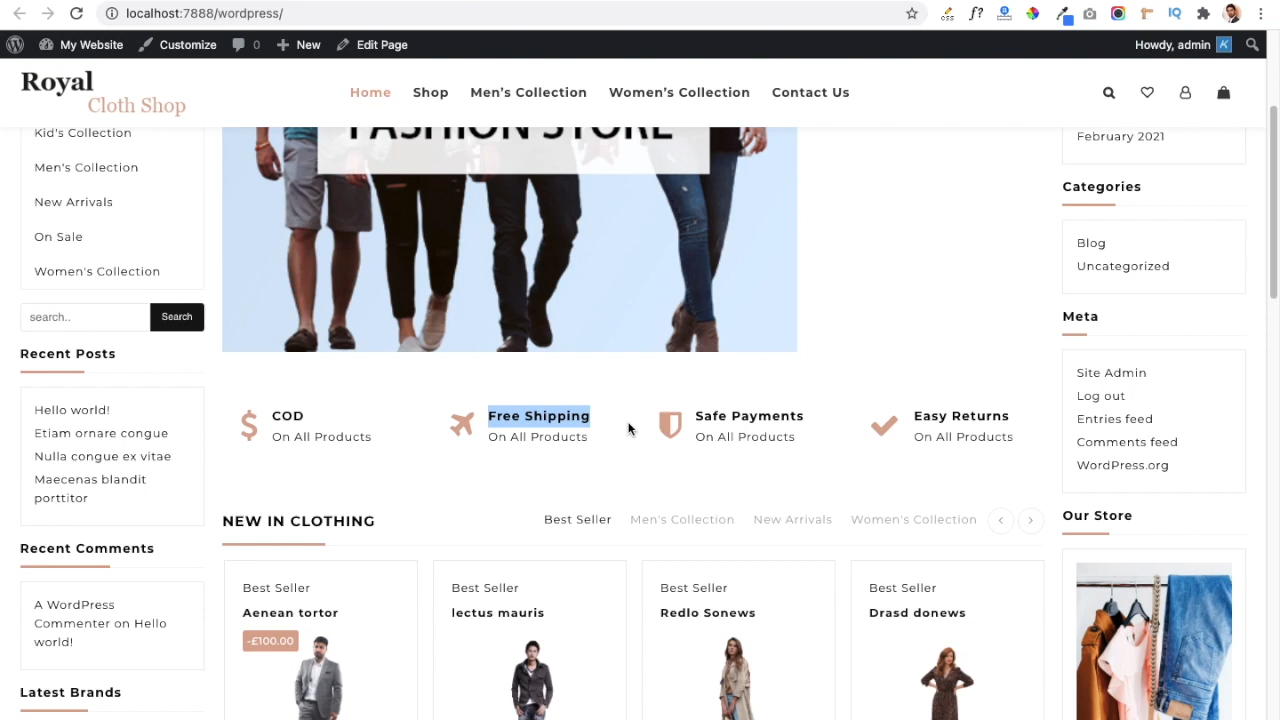 localhost:7888/wordpress/
My Website
Customize
0
New
Edit Page
Howdy, admin
Royal
Cloth Shop
Home
Shop
Men's Collection
Women's Collection
Contact Us
Kid's Collection
Men's Collection
New Arrivals
On Sale
Women's Collection
search..
Search
Recent Posts
Hello world!
Etiam ornare congue
Nulla congue ex vitae
Maecenas blandit
porttitor
Recent Comments
A WordPress
Commenter on Hello
world!
Latest Brands
FASHION STORE
COD
On All Products
Free Shipping
On All Products
Safe Payments
On All Products
Easy Returns
On All Products
NEW IN CLOTHING
Best Seller
Men's Collection
New Arrivals
Women's Collection
Best Seller
Aenean tortor
-£100.00
Best Seller
lectus mauris
Best Seller
Redlo Sonews
Best Seller
Drasd donews
February 2021
Categories
Blog
Uncategorized
Meta
Site Admin
Log out
Entries feed
Comments feed
WordPress.org
Our Store